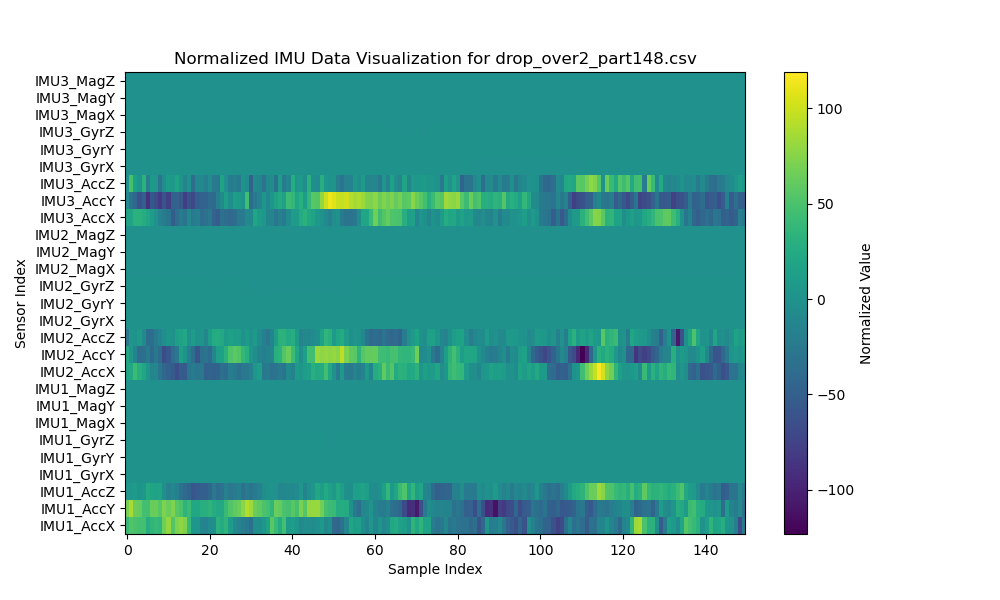 Normalized IMU Data Visualization for drop_over2_part148.csv
IMU3_MagZ
IMU3_MagY
IMU3_MagX
IMU3_GyrZ
IMU3_GyrY
IMU3_GyrX
IMU3_AccZ
IMU3_AccY
IMU3_AccX
IMU2_MagZ
IMU2_MagY
IMU2_MagX
IMU2_GyrZ
IMU2_GyrY
IMU2_GyrX
IMU2_AccZ
IMU2_AccY
IMU2_AccX
IMU1_MagZ
IMU1_MagY
IMU1_MagX
IMU1_GyrZ
IMU1_GyrY
IMU1_GyrX
IMU1_AccZ
IMU1_AccY
IMU1_AccX
Sensor Index
0 20 40 60 80 100 120 140
Sample Index
100
50
0
−50
−100
Normalized Value